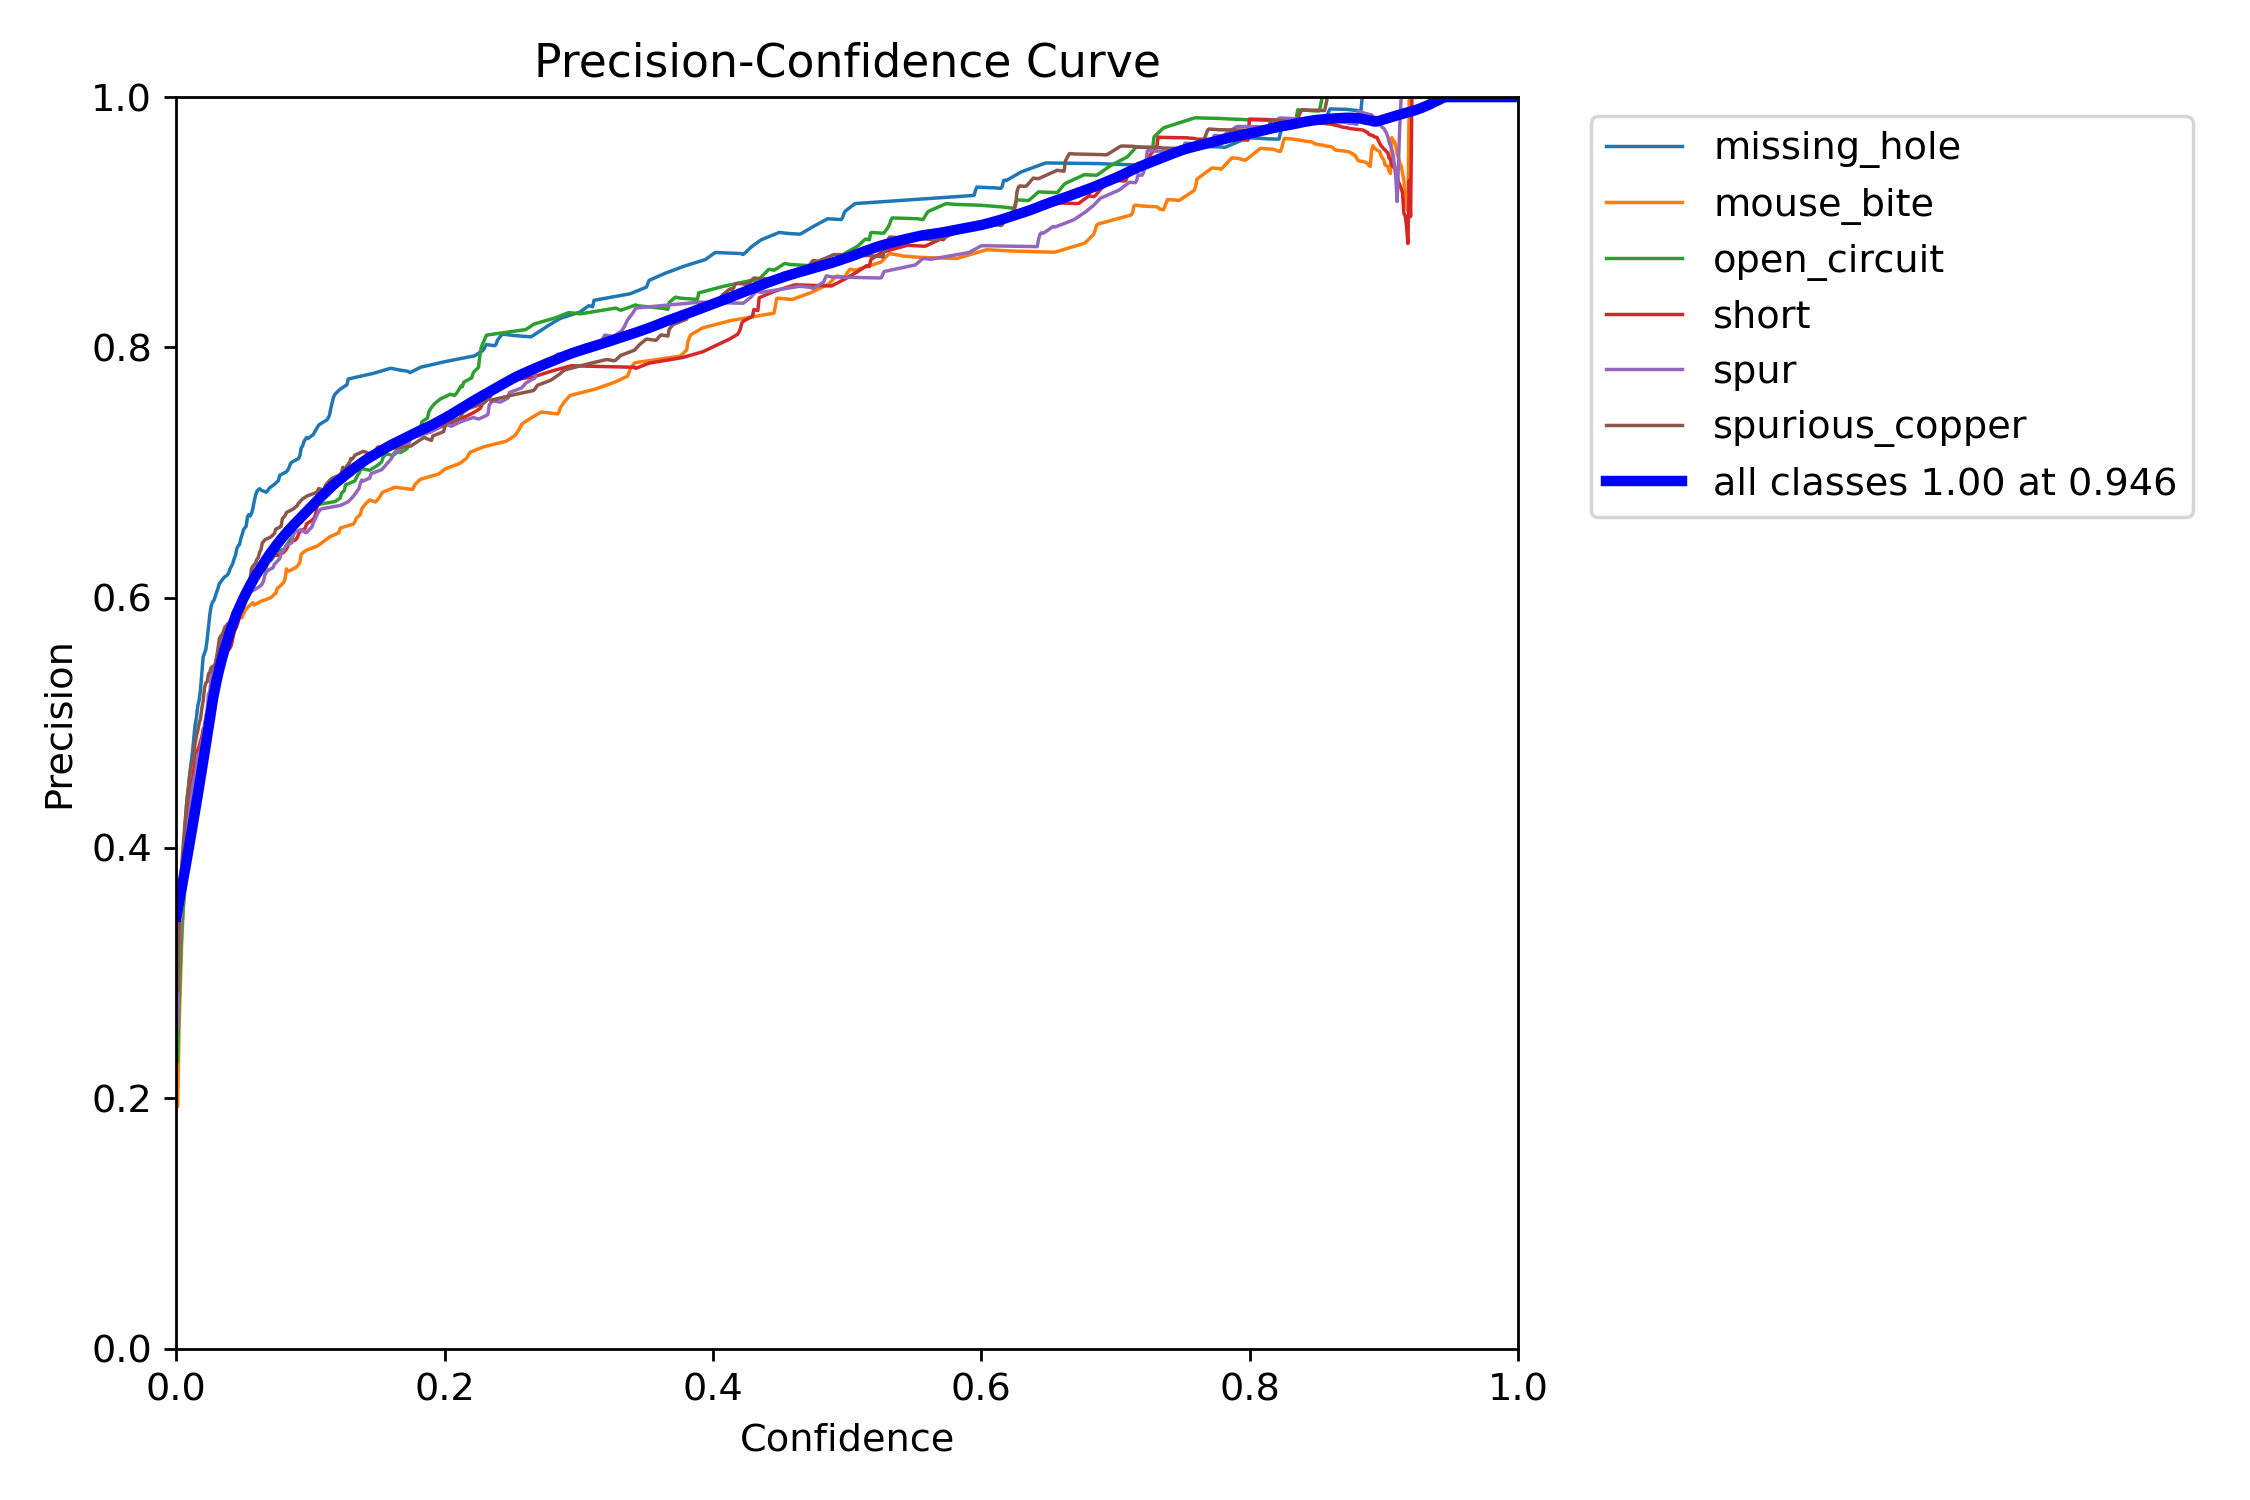 Precision-Confidence Curve
1.0
0.8
0.6
0.4
0.2
0.0
Precision
0.0 0.2 0.4 0.6 0.8 1.0
Confidence
missing_hole
mouse_bite
open_circuit
short
spur
spurious_copper
all classes 1.00 at 0.946